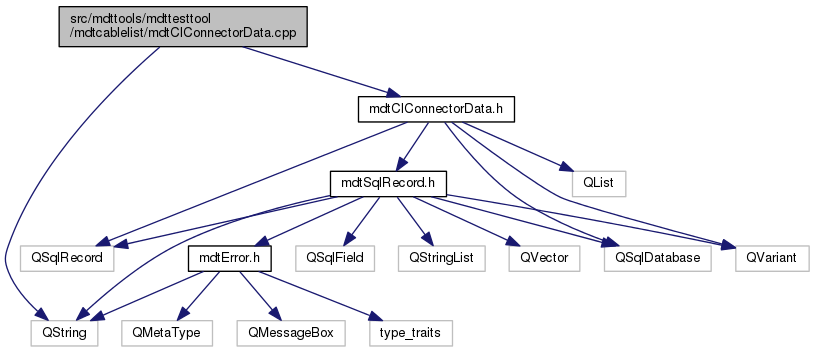 src/mdttools/mdttesttool
/mdtcablelist/mdtClConnectorData.cpp
mdtClConnectorData.h
mdtSqlRecord.h
QList
QSqlRecord
mdtError.h
QSqlField
QStringList
QVector
QSqlDatabase
QVariant
QString
QMetaType
QMessageBox
type_traits